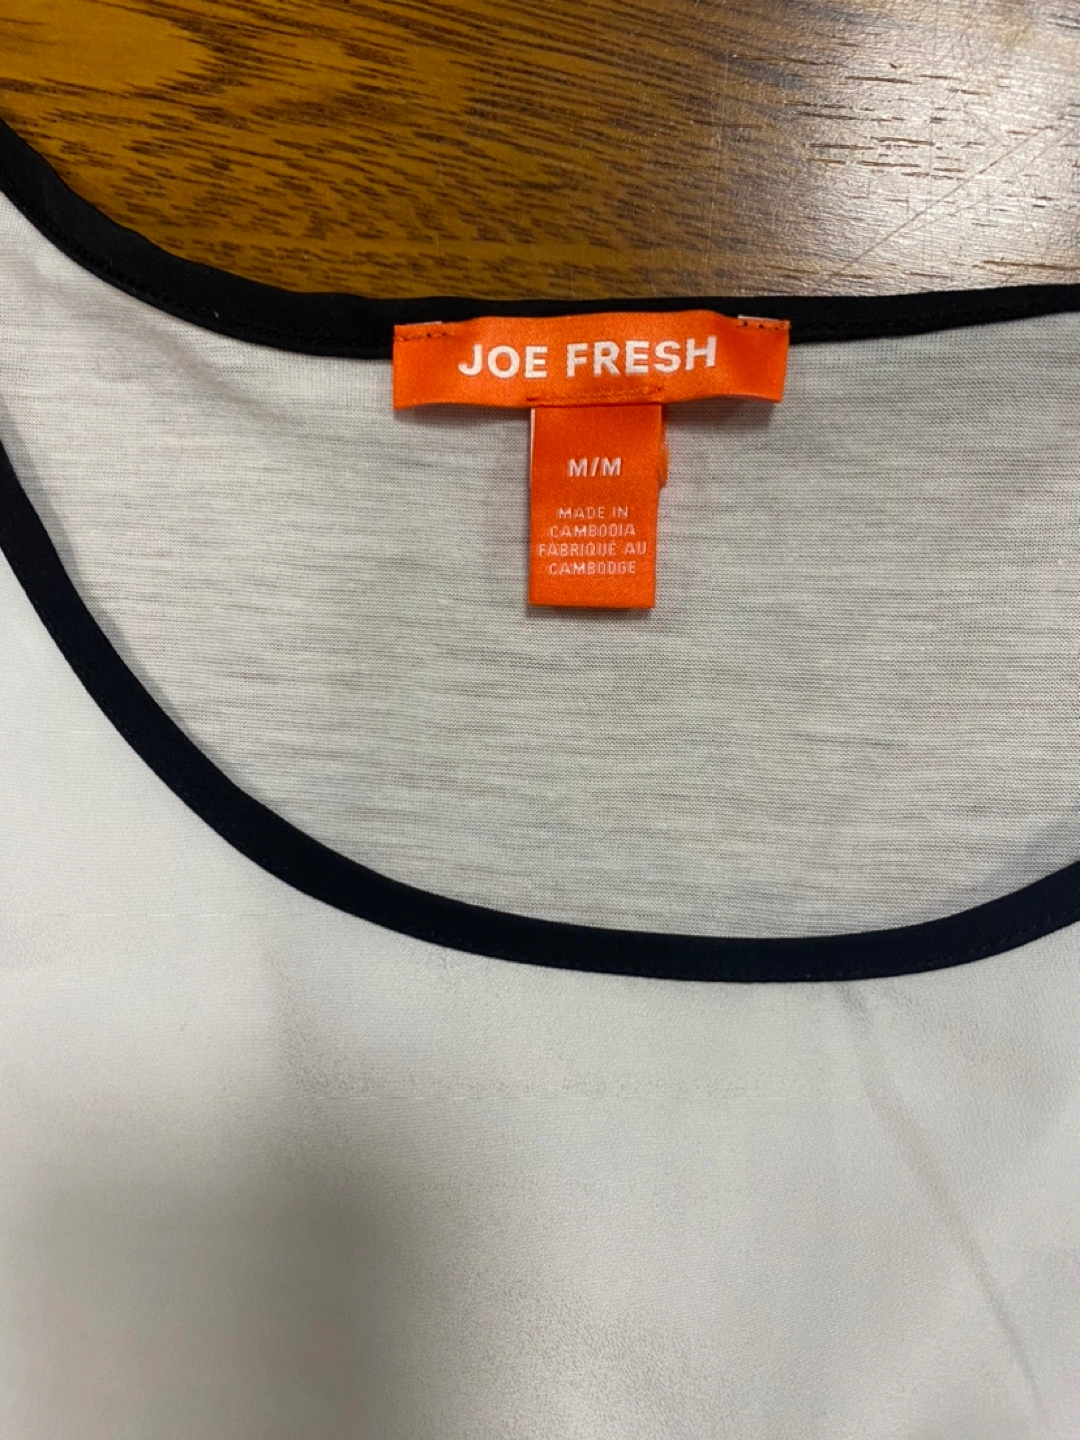 JOE FRESH
M/M
MADE IN
CAMBODIA
FABRIQUÉ AU
CAMBODGE